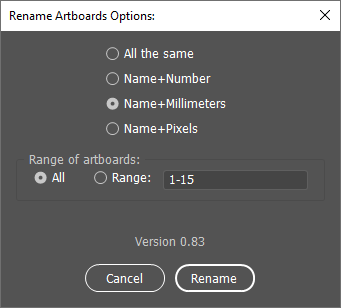 Rename Artboards Options:
All the same
Name+Number
Name+Millimeters
Name+Pixels
Range of artboards:
All Range: 1-15
Version 0.83
Cancel Rename